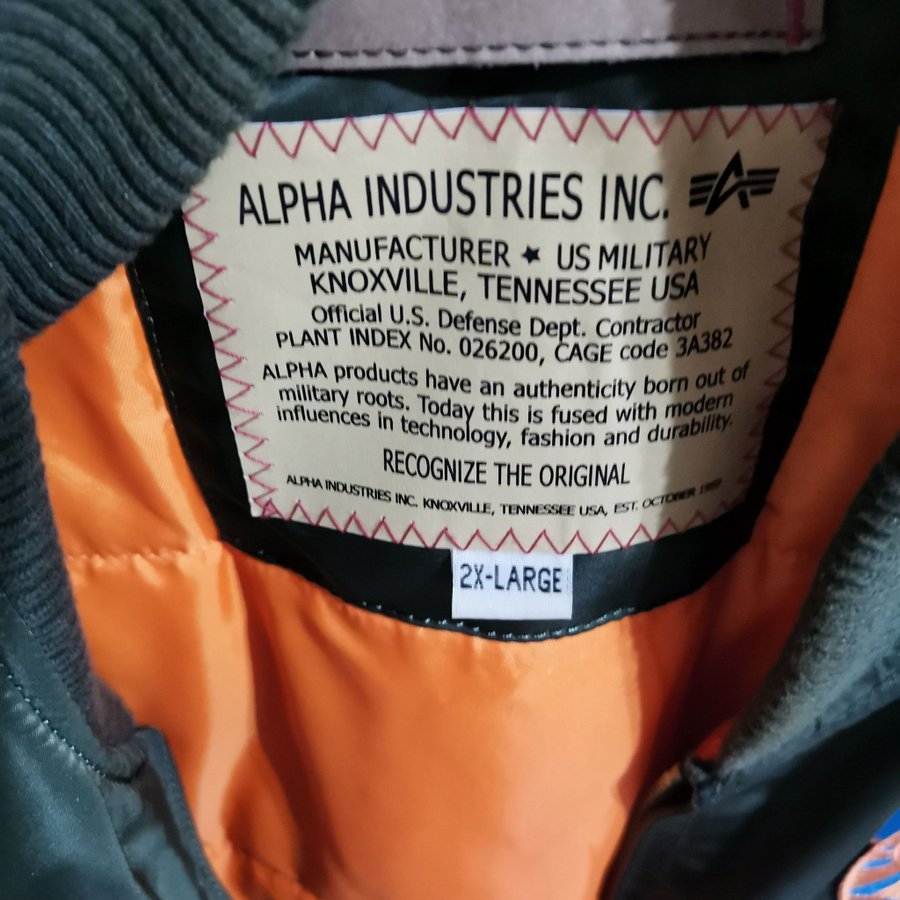 ALPHA INDUSTRIES INC.
MANUFACTURER ★ US MILITARY
KNOXVILLE, TENNESSEE USA
Official U.S. Defense Dept. Contractor
PLANT INDEX No. 026200, CAGE code 3A382
ALPHA products have an authenticity born out of
military roots. Today this is fused with modern
influences in technology, fashion and durability.
RECOGNIZE THE ORIGINAL
ALPHA INDUSTRIES INC. KNOXVILLE, TENNESSEE USA, EST. OCTOBER 1959
2X-LARGE